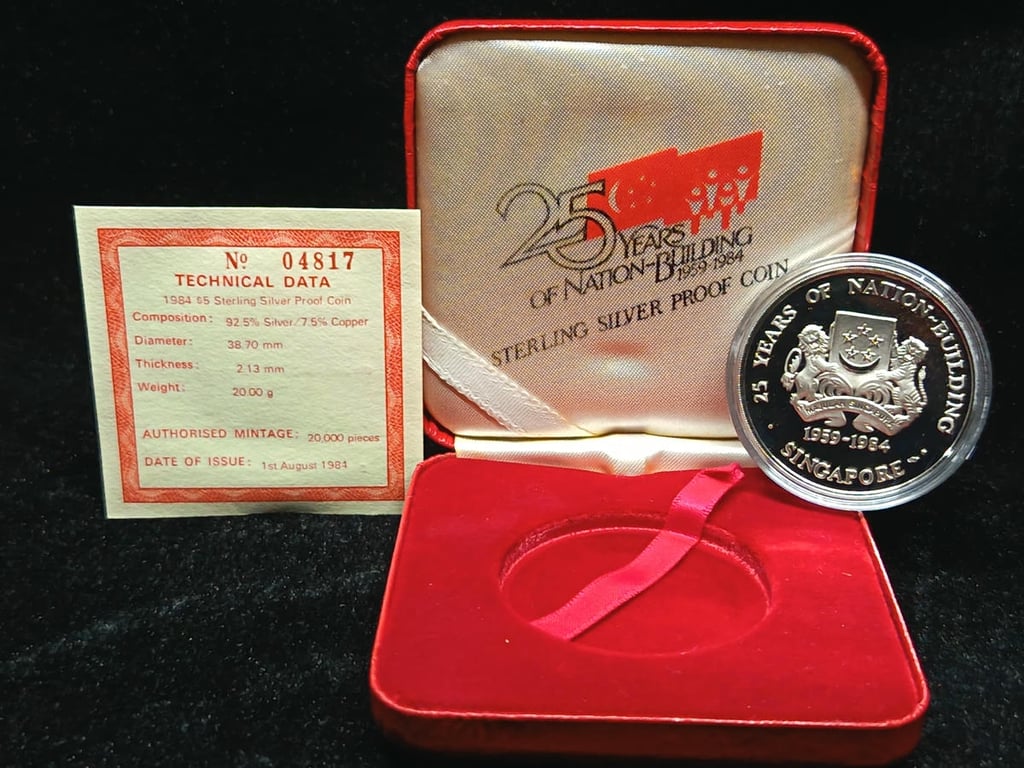 Nº 04817
TECHNICAL DATA
1984 $5 Sterling Silver Proof Coin
Composition: 92.5% Silver/7.5% Copper
Diameter: 38.70 mm
Thickness: 2.13 mm
Weight: 20.00 g
AUTHORISED MINTAGE: 20,000 pieces
DATE OF ISSUE: 1st August 1984
25 YEARS
OF NATION-BUILDING
1959-1984
STERLING SILVER PROOF COIN
25 YEARS OF NATION-BUILDING
1959-1984
SINGAPORE